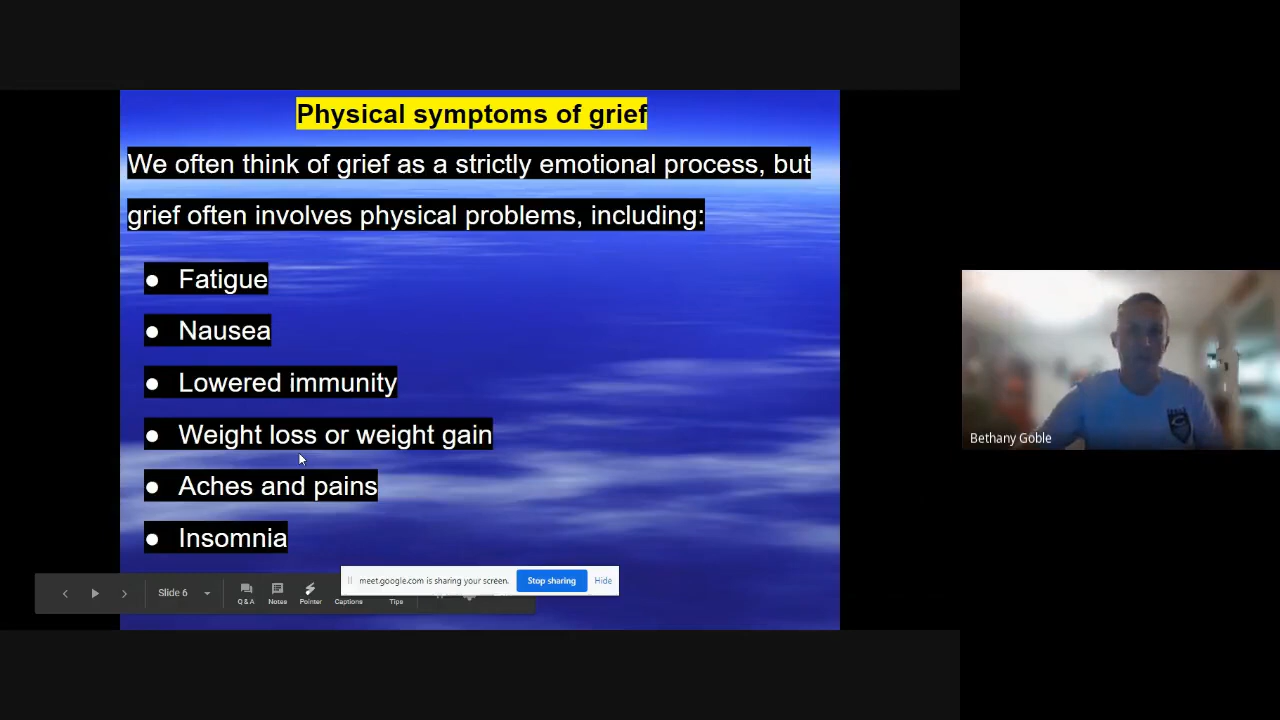 Physical symptoms of grief
We often think of grief as a strictly emotional process, but
grief often involves physical problems, including:
● Fatigue
● Nausea
● Lowered immunity
● Weight loss or weight gain
● Aches and pains
● Insomnia
Bethany Goble
meet.google.com is sharing your screen.
Stop sharing
Hide
Slide 6
Q & A
Notes
Pointer
Captions
Tips